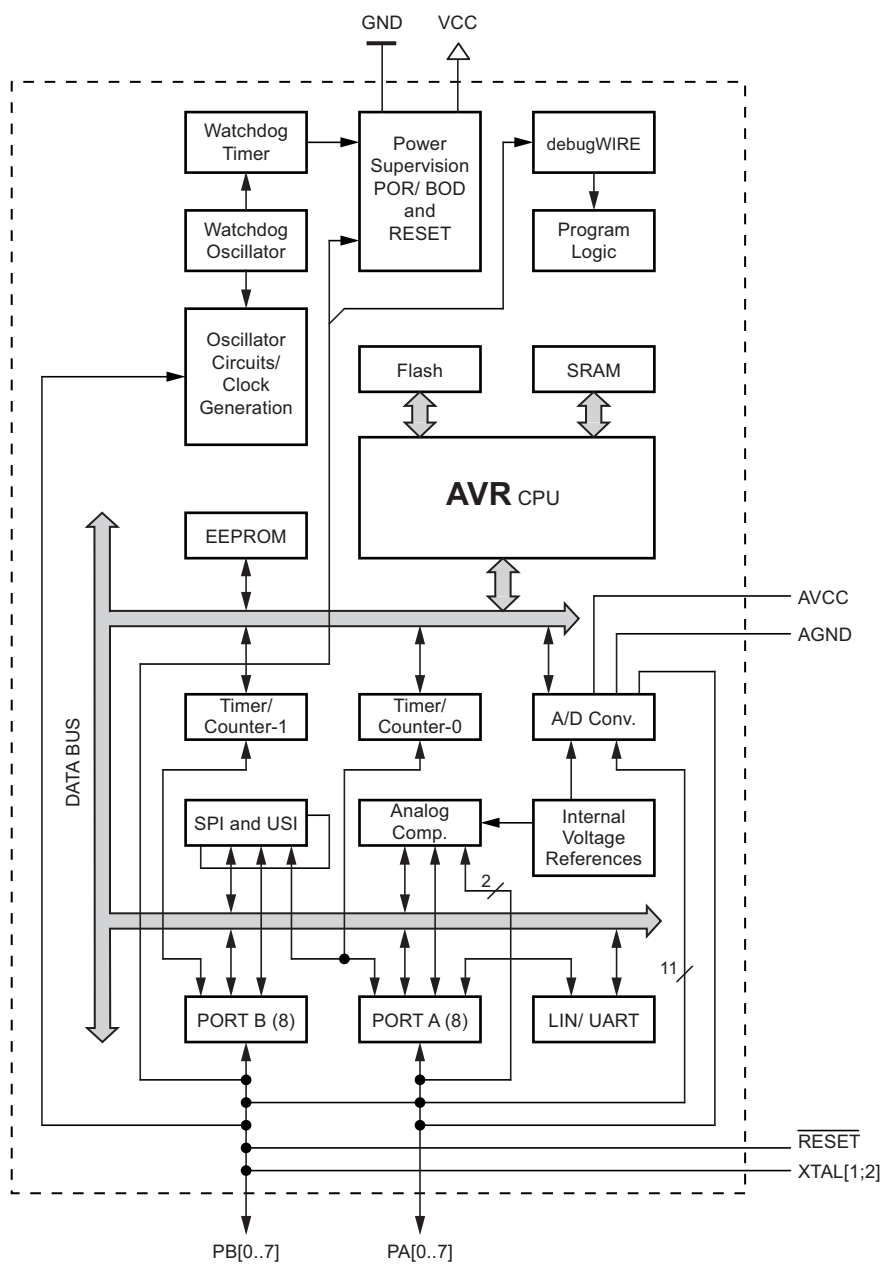 GND
VCC
Watchdog
Timer
Power
Supervision
POR/ BOD
and
RESET
debugWIRE
Watchdog
Oscillator
Program
Logic
Oscillator
Circuits/
Clock
Generation
Flash
SRAM
AVR CPU
EEPROM
AVCC
AGND
DATA BUS
Timer/
Counter-1
Timer/
Counter-0
A/D Conv.
SPI and USI
Analog
Comp.
Internal
Voltage
References
2
11
PORT B (8)
PORT A (8)
LIN/ UART
RESET
XTAL[1;2]
PB[0..7]
PA[0..7]